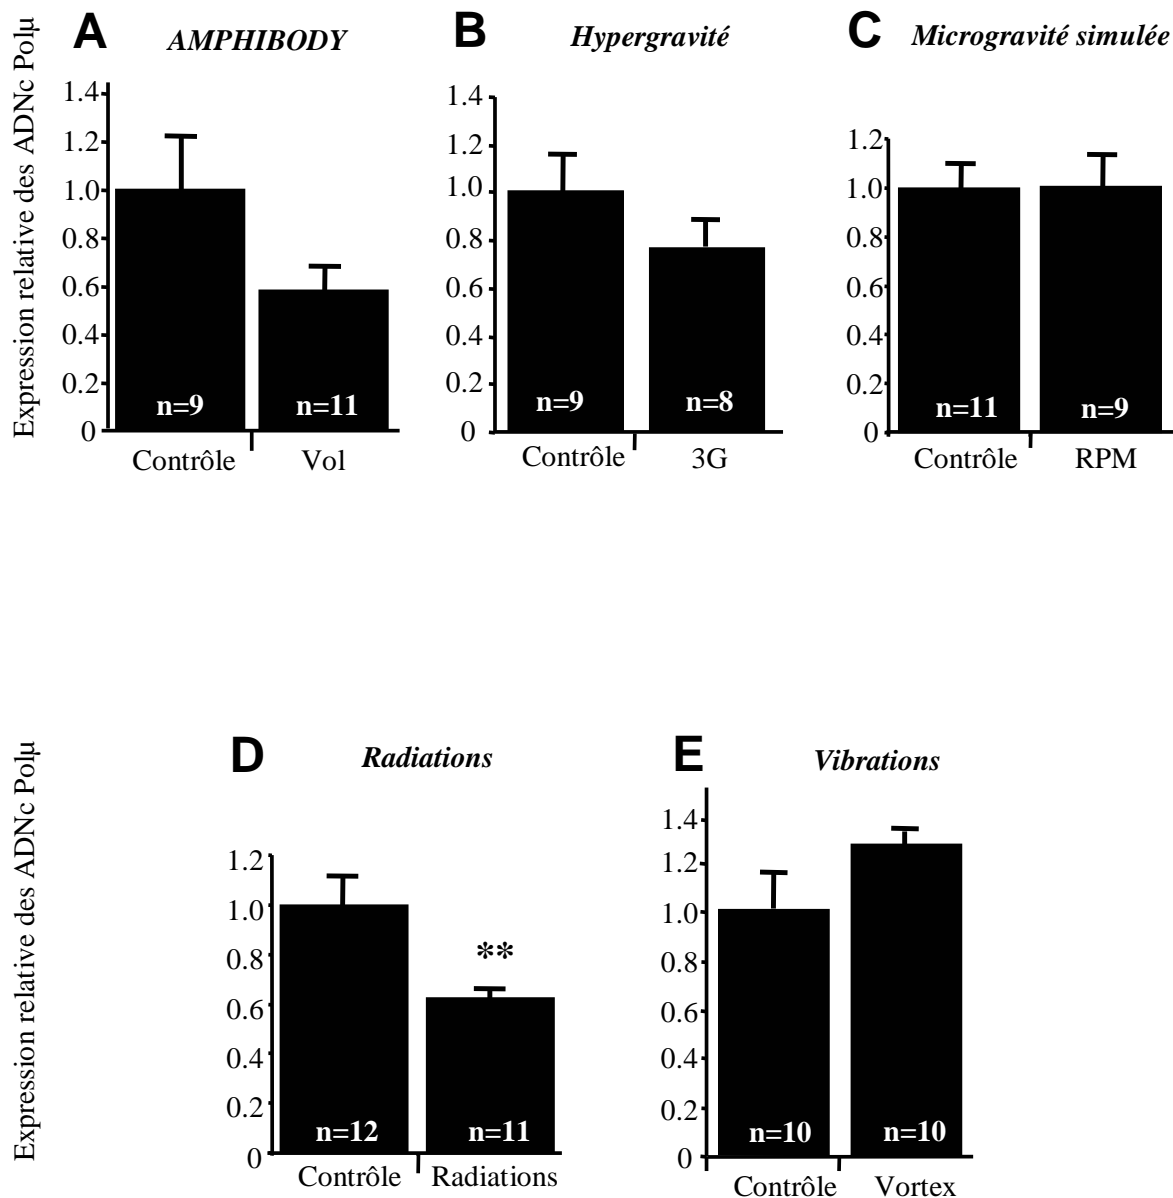 A AMPHIBODY
Expression relative des ADNc Polµ
1.4
1.2
1.0
0.8
0.6
0.4
0.2
0
n=9 n=11
Contrôle Vol
B Hypergravité
1.4
1.2
1.0
0.8
0.6
0.4
0.2
0
n=9 n=8
Contrôle 3G
C Microgravité simulée
1.2
1.0
0.8
0.6
0.4
0.2
0
n=11 n=9
Contrôle RPM
D Radiations
Expression relative des ADNc Polµ
1.2
1.0
0.8
0.6
0.4
0.2
0
**
n=12 n=11
Contrôle Radiations
E Vibrations
1.4
1.2
1.0
0.8
0.6
0.4
0.2
0
n=10 n=10
Contrôle Vortex